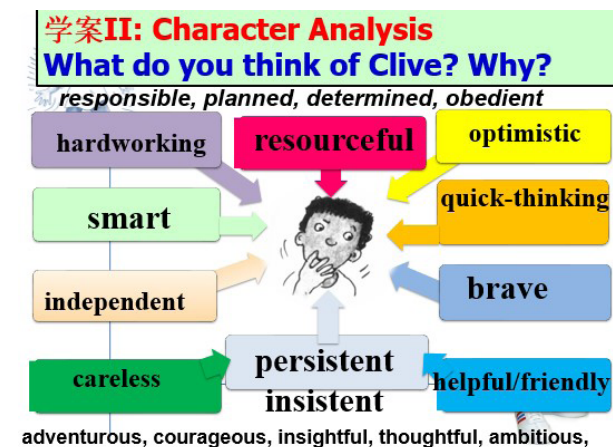 学案II: Character Analysis
What do you think of Clive? Why?
responsible, planned, determined, obedient
hardworking
resourceful
optimistic
smart
quick-thinking
independent
brave
careless
persistent
insistent
helpful/friendly
adventurous, courageous, insightful, thoughtful, ambitious,